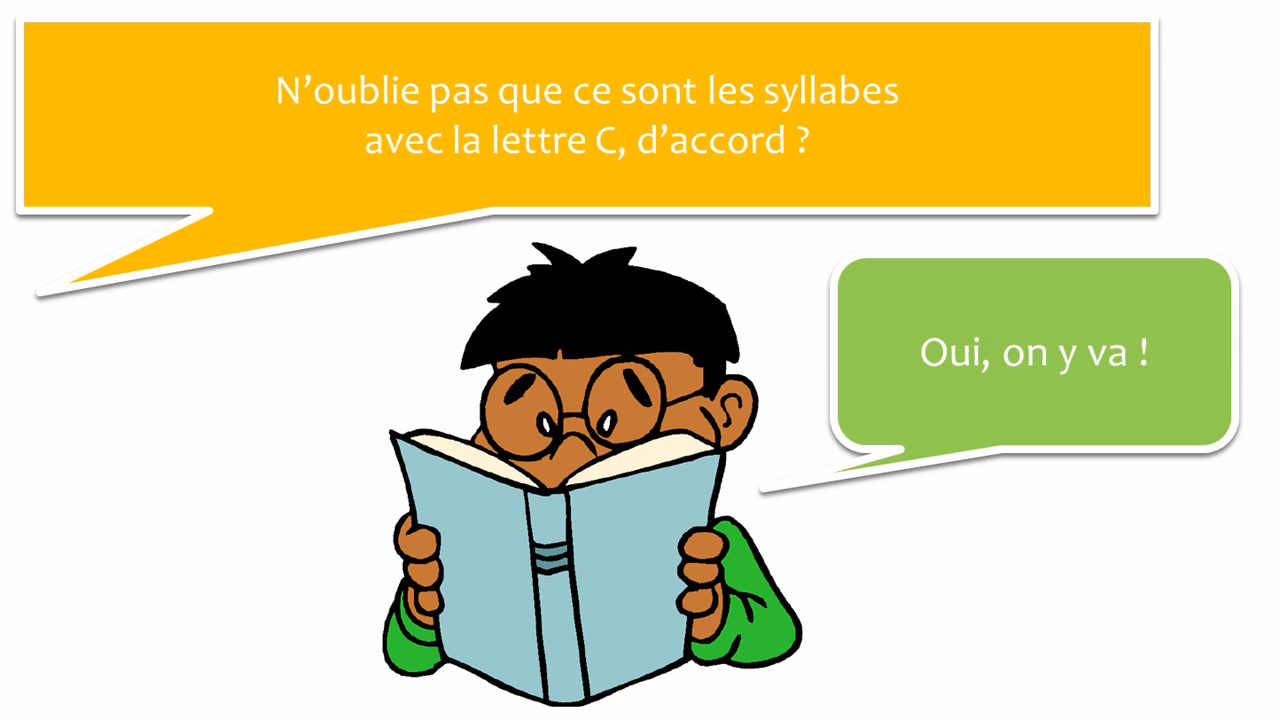 N’oublie pas que ce sont les syllabes
avec la lettre C, d’accord ?
Oui, on y va !